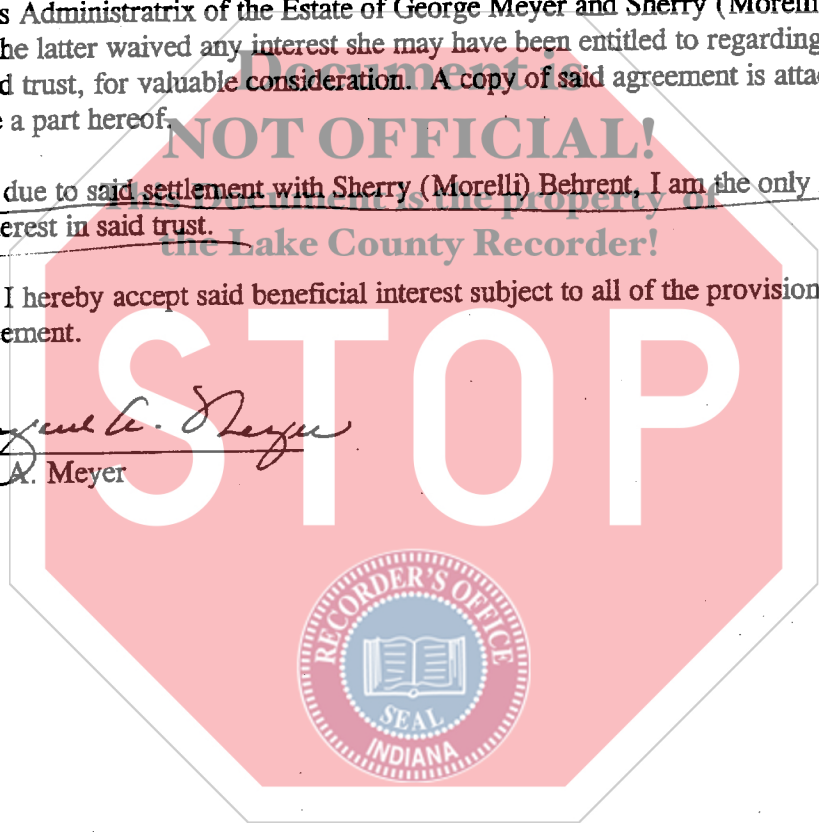 s Administratrix of the Estate of George Meyer and Sherry (Morelli
he latter waived any interest she may have been entitled to regarding
d trust, for valuable consideration. A copy of said agreement is attac
e a part hereof.
Document is
NOT OFFICIAL!
This Document is the property of
the Lake County Recorder!
due to said settlement with Sherry (Morelli) Behrent, I am the only
erest in said trust.
I hereby accept said beneficial interest subject to all of the provision
ement.
A. Meyer
A. Meyer
STOP
RECORDER'S OFFICE
SEAL
INDIANA